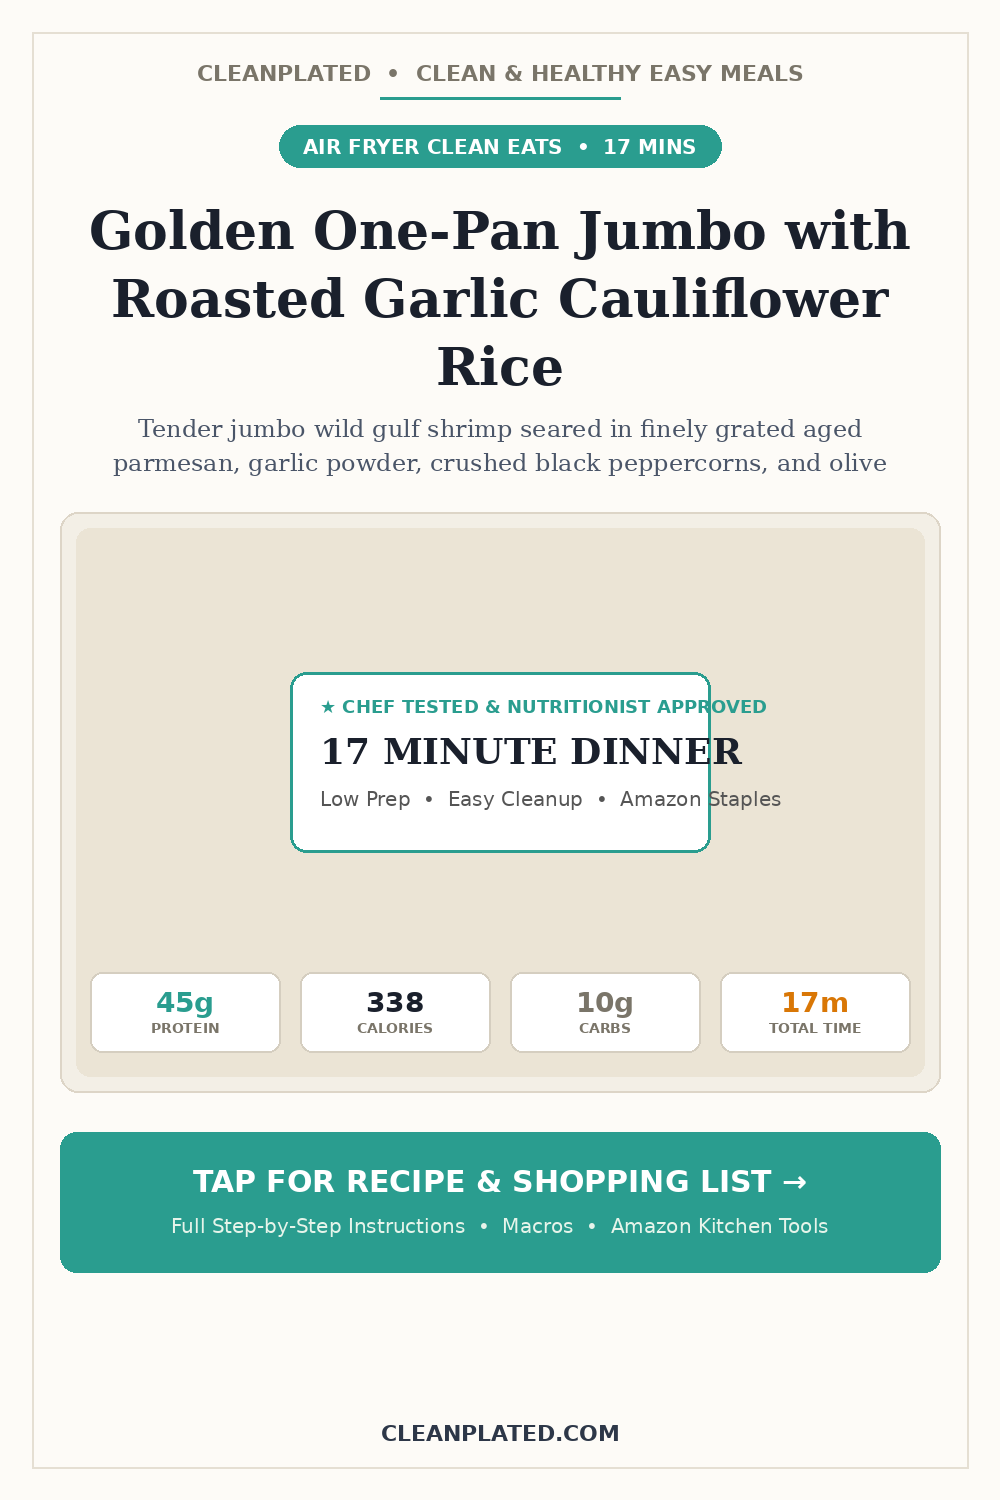 CLEANPLATED • CLEAN & HEALTHY EASY MEALS
AIR FRYER CLEAN EATS • 17 MINS
Golden One-Pan Jumbo with
Roasted Garlic Cauliflower
Rice
Tender jumbo wild gulf shrimp seared in finely grated aged
parmesan, garlic powder, crushed black peppercorns, and olive
★ CHEF TESTED & NUTRITIONIST APPROVED
17 MINUTE DINNER
Low Prep • Easy Cleanup • Amazon Staples
45g 338 10g 17m
PROTEIN CALORIES CARBS TOTAL TIME
TAP FOR RECIPE & SHOPPING LIST →
Full Step-by-Step Instructions • Macros • Amazon Kitchen Tools
CLEANPLATED.COM